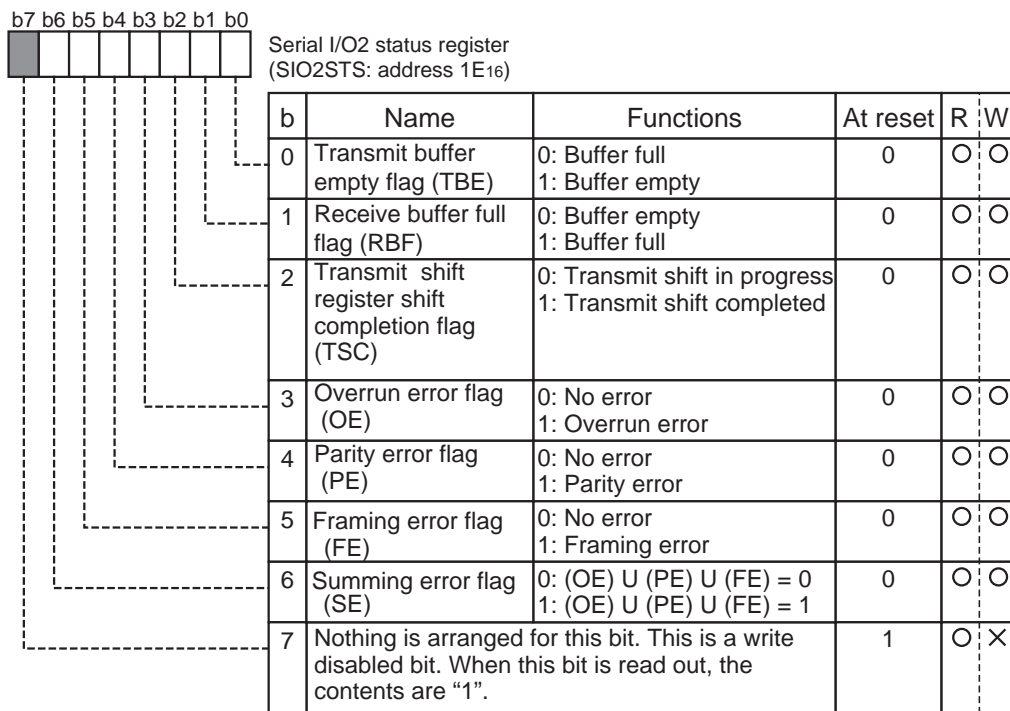 b7 b6 b5 b4 b3 b2 b1 b0
Serial I/O2 status register
(SIO2STS: address 1E16)
b Name Functions At reset R W
0 Transmit buffer empty flag (TBE) 0: Buffer full 0 O O
1: Buffer empty
1 Receive buffer full flag (RBF) 0: Buffer empty 0 O O
1: Buffer full
2 Transmit shift register shift completion flag (TSC) 0: Transmit shift in progress 0 O O
1: Transmit shift completed
3 Overrun error flag (OE) 0: No error 0 O O
1: Overrun error
4 Parity error flag (PE) 0: No error 0 O O
1: Parity error
5 Framing error flag (FE) 0: No error 0 O O
1: Framing error
6 Summing error flag (SE) 0: (OE) U (PE) U (FE) = 0 0 O O
1: (OE) U (PE) U (FE) = 1
7 Nothing is arranged for this bit. This is a write 1 O ×
disabled bit. When this bit is read out, the
contents are “1”.